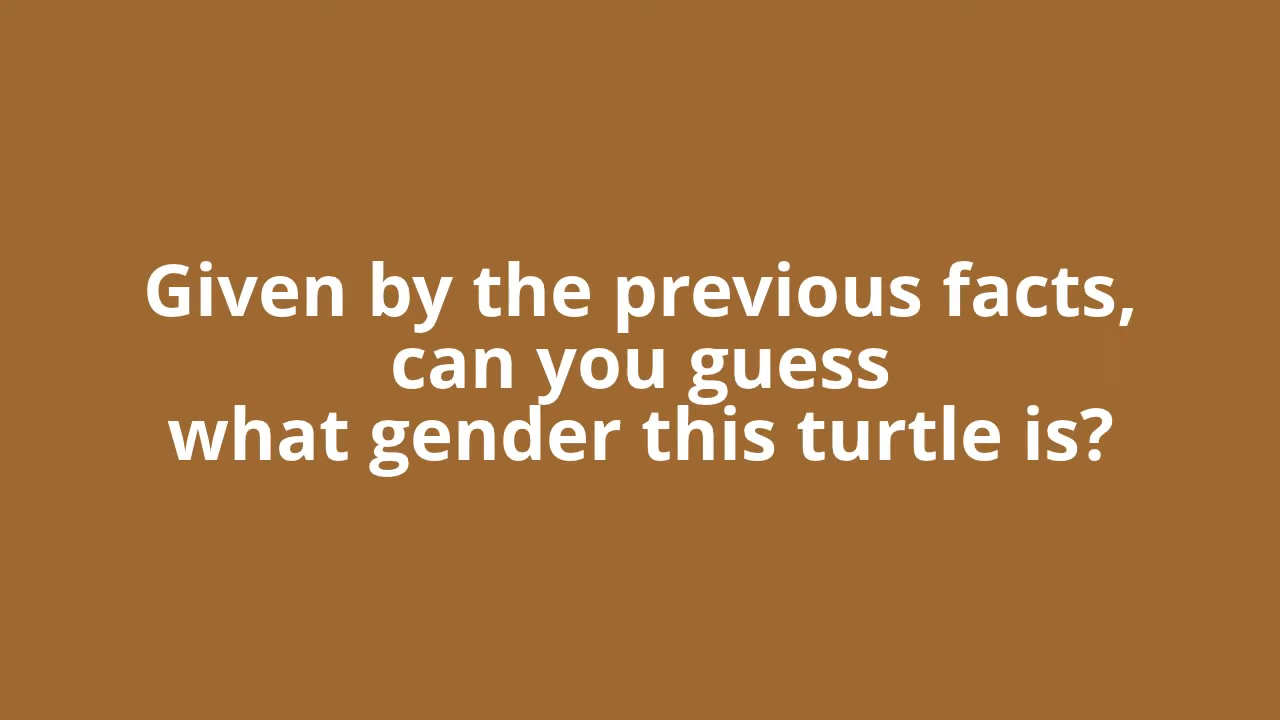 Given by the previous facts,
can you guess
what gender this turtle is?